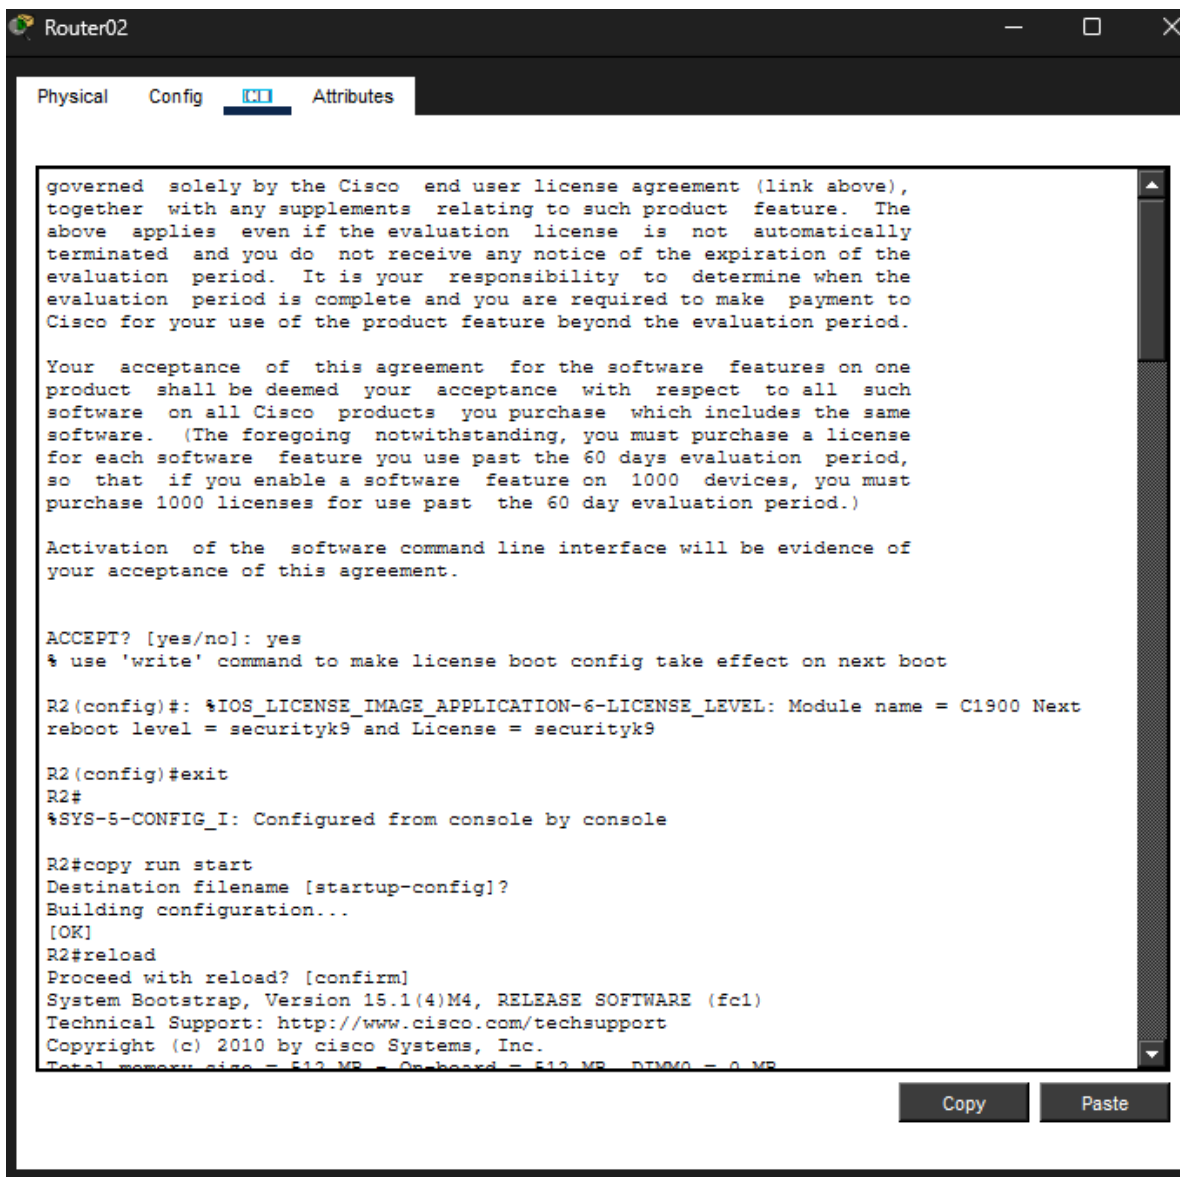 Router02
Physical Config CLI Attributes
governed solely by the Cisco end user license agreement (link above),
together with any supplements relating to such product feature. The
above applies even if the evaluation license is not automatically
terminated and you do not receive any notice of the expiration of the
evaluation period. It is your responsibility to determine when the
evaluation period is complete and you are required to make payment to
Cisco for your use of the product feature beyond the evaluation period.
Your acceptance of this agreement for the software features on one
product shall be deemed your acceptance with respect to all such
software on all Cisco products you purchase which includes the same
software. (The foregoing notwithstanding, you must purchase a license
for each software feature you use past the 60 days evaluation period,
so that if you enable a software feature on 1000 devices, you must
purchase 1000 licenses for use past the 60 day evaluation period.)
Activation of the software command line interface will be evidence of
your acceptance of this agreement.
ACCEPT? [yes/no]: yes
% use 'write' command to make license boot config take effect on next boot
R2(config)#: %IOS_LICENSE_IMAGE_APPLICATION-6-LICENSE_LEVEL: Module name = C1900 Next
reboot level = securityk9 and License = securityk9
R2(config)#exit
R2#
%SYS-5-CONFIG_I: Configured from console by console
R2#copy run start
Destination filename [startup-config]?
Building configuration...
[OK]
R2#reload
Proceed with reload? [confirm]
System Bootstrap, Version 15.1(4)M4, RELEASE SOFTWARE (fc1)
Technical Support: http://www.cisco.com/techsupport
Copyright (c) 2010 by cisco Systems, Inc.
Total memory size = 512 MB - On-board = 512 MB, DIMM0 = 0 MB
Copy Paste